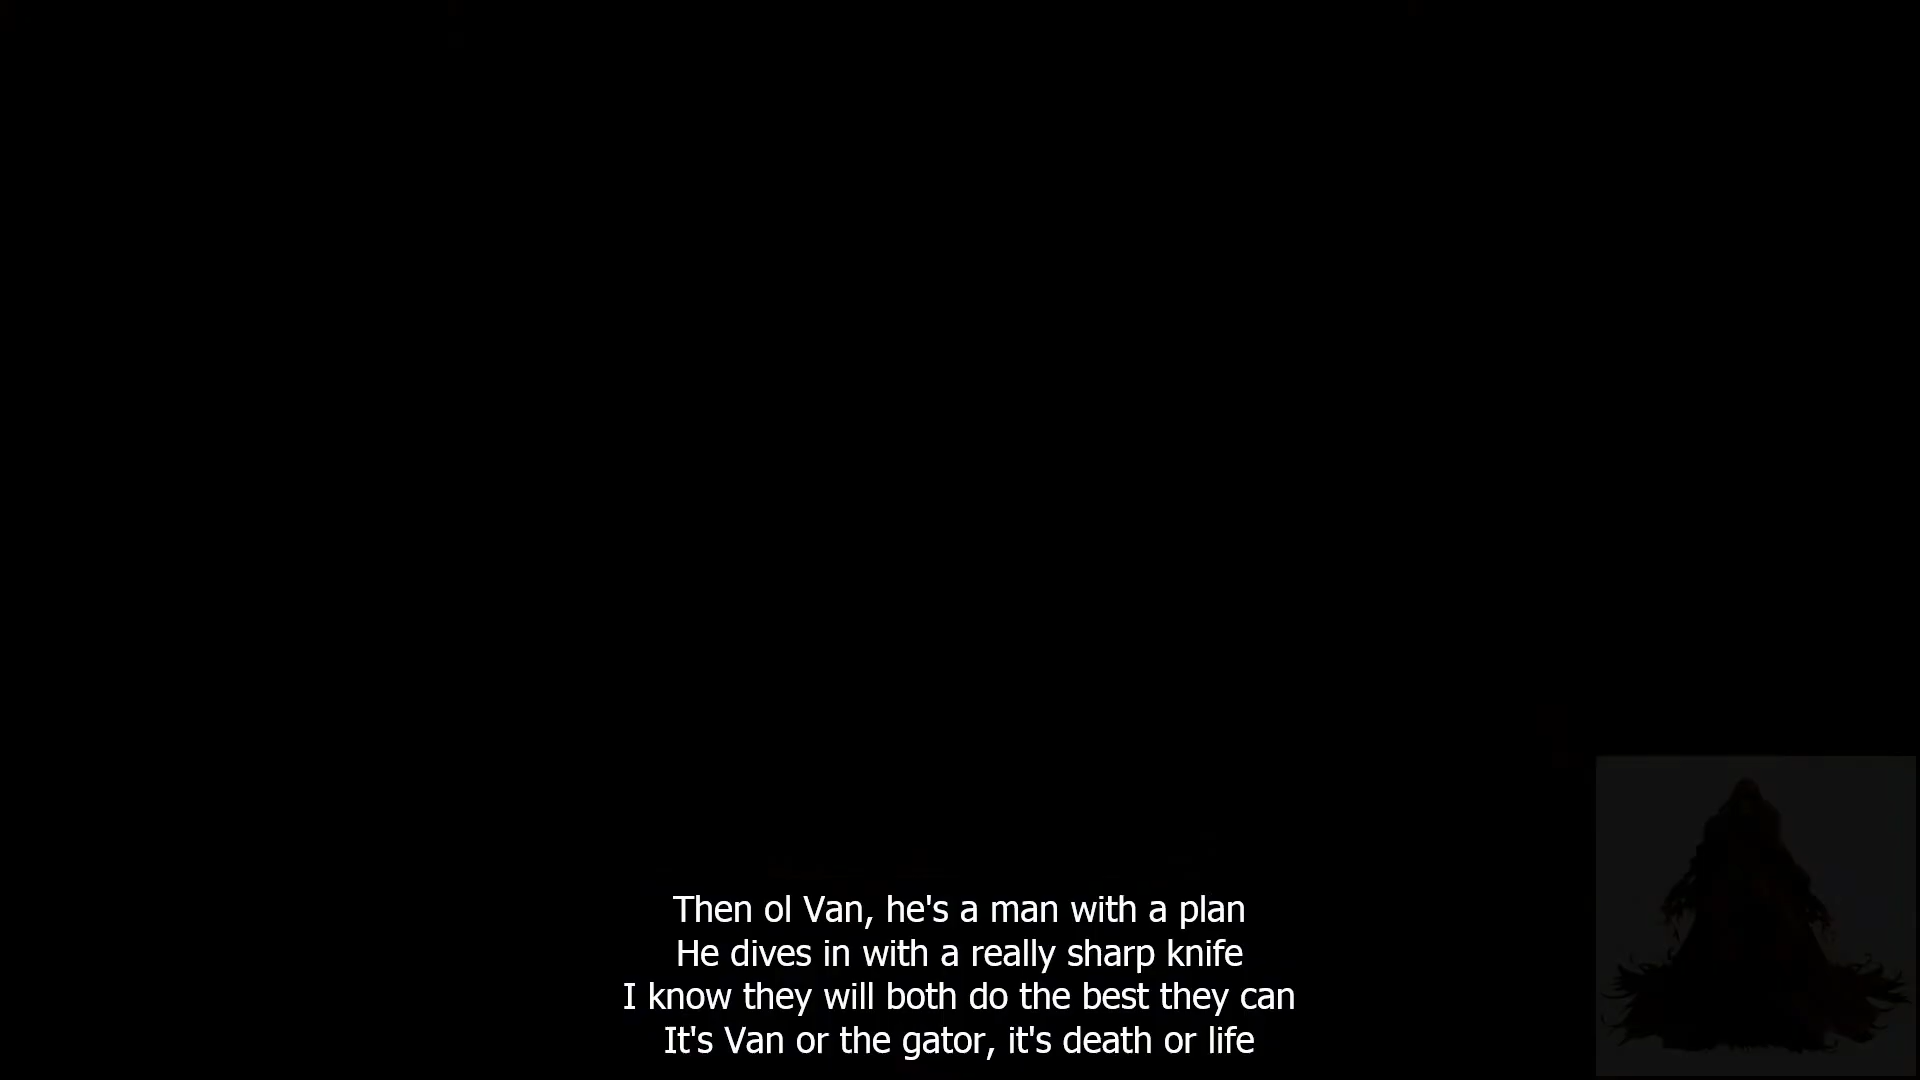 Then ol Van, he's a man with a plan
He dives in with a really sharp knife
I know they will both do the best they can
It's Van or the gator, it's death or life